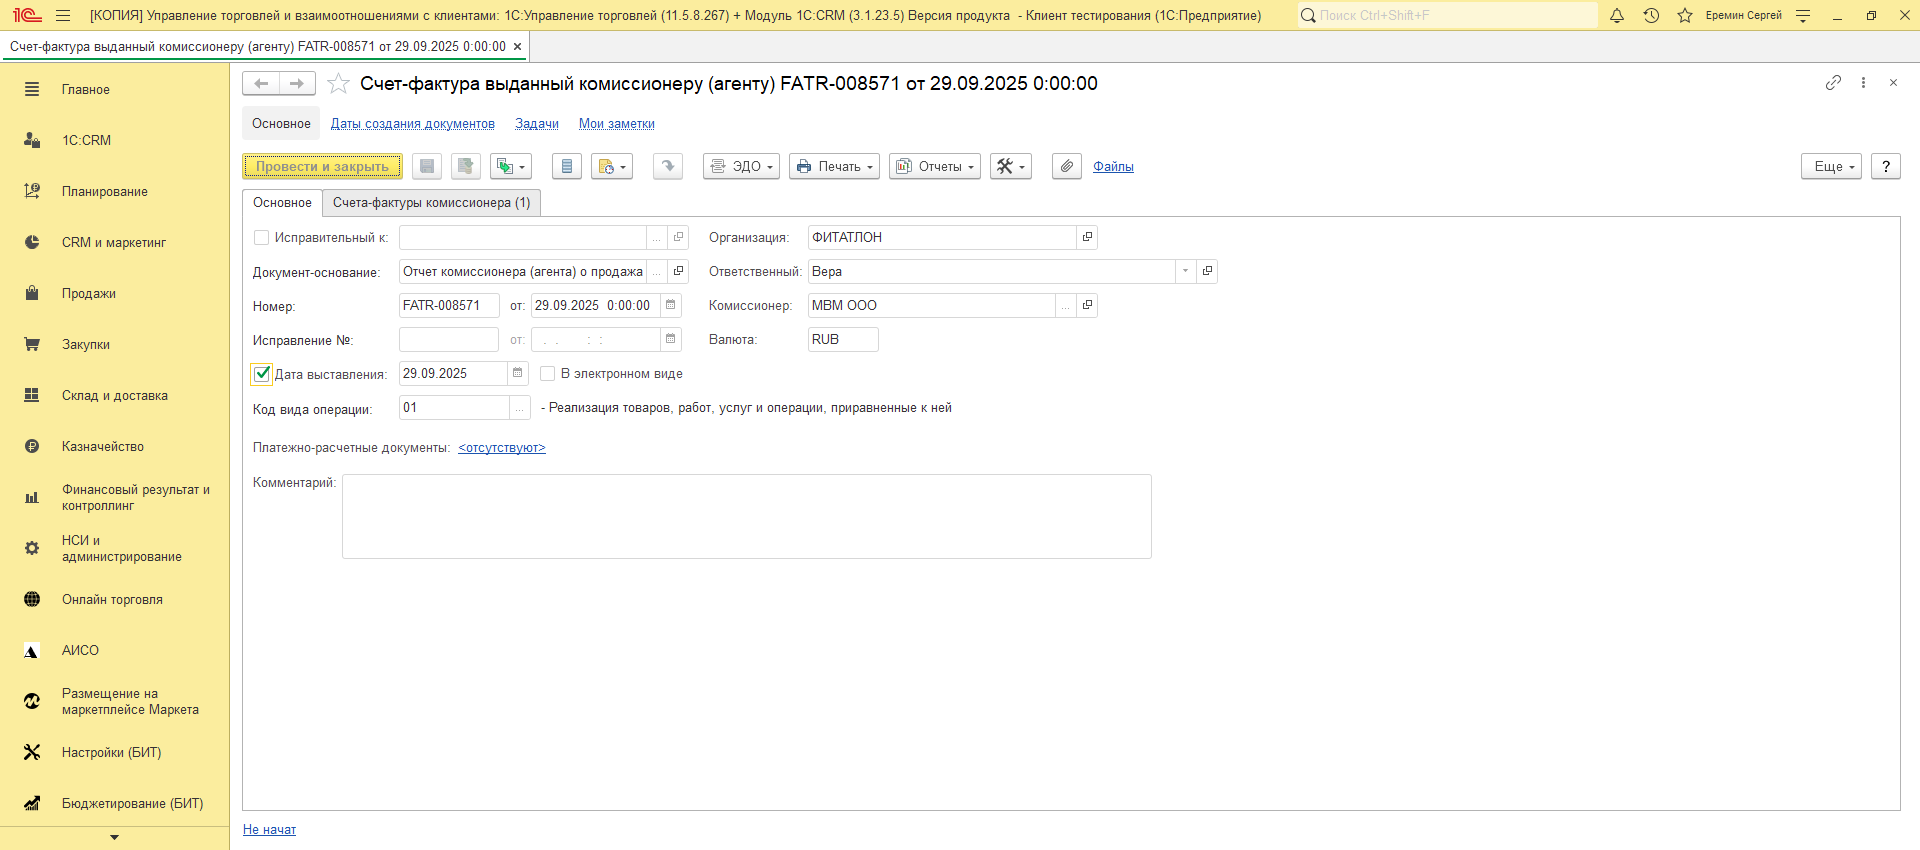 1С [КОПИЯ] Управление торговлей и взаимоотношениями с клиентами: 1С:Управление торговлей (11.5.8.267) + Модуль 1С:CRM (3.1.23.5) Версия продукта - Клиент тестирования (1С:Предприятие) Поиск Ctrl+Shift+F Еремин Сергей
Счет-фактура выданный комиссионеру (агенту) FATR-008571 от 29.09.2025 0:00:00 ×
Главное
1С:CRM
Планирование
CRM и маркетинг
Продажи
Закупки
Склад и доставка
Казначейство
Финансовый результат и
контроллинг
НСИ и
администрирование
Онлайн торговля
АИСО
Размещение на
маркетплейсе Маркета
Настройки (БИТ)
Бюджетирование (БИТ)
Счет-фактура выданный комиссионеру (агенту) FATR-008571 от 29.09.2025 0:00:00
Основное Даты создания документов Задачи Мои заметки
Провести и закрыть ЭДО Печать Отчеты Файлы Еще ?
Основное Счета-фактуры комиссионера (1)
Исправительный к: ... Организация: ФИТАТЛОН
Документ-основание: Отчет комиссионера (агента) о продажа ... Ответственный: Вера
Номер: FATR-008571 от: 29.09.2025 0:00:00 Комиссионер: МВМ ООО ...
Исправление №: от: . . : : Валюта: RUB
Дата выставления: 29.09.2025 В электронном виде
Код вида операции: 01 ... - Реализация товаров, работ, услуг и операции, приравненные к ней
Платежно-расчетные документы: <отсутствуют>
Комментарий:
Не начат